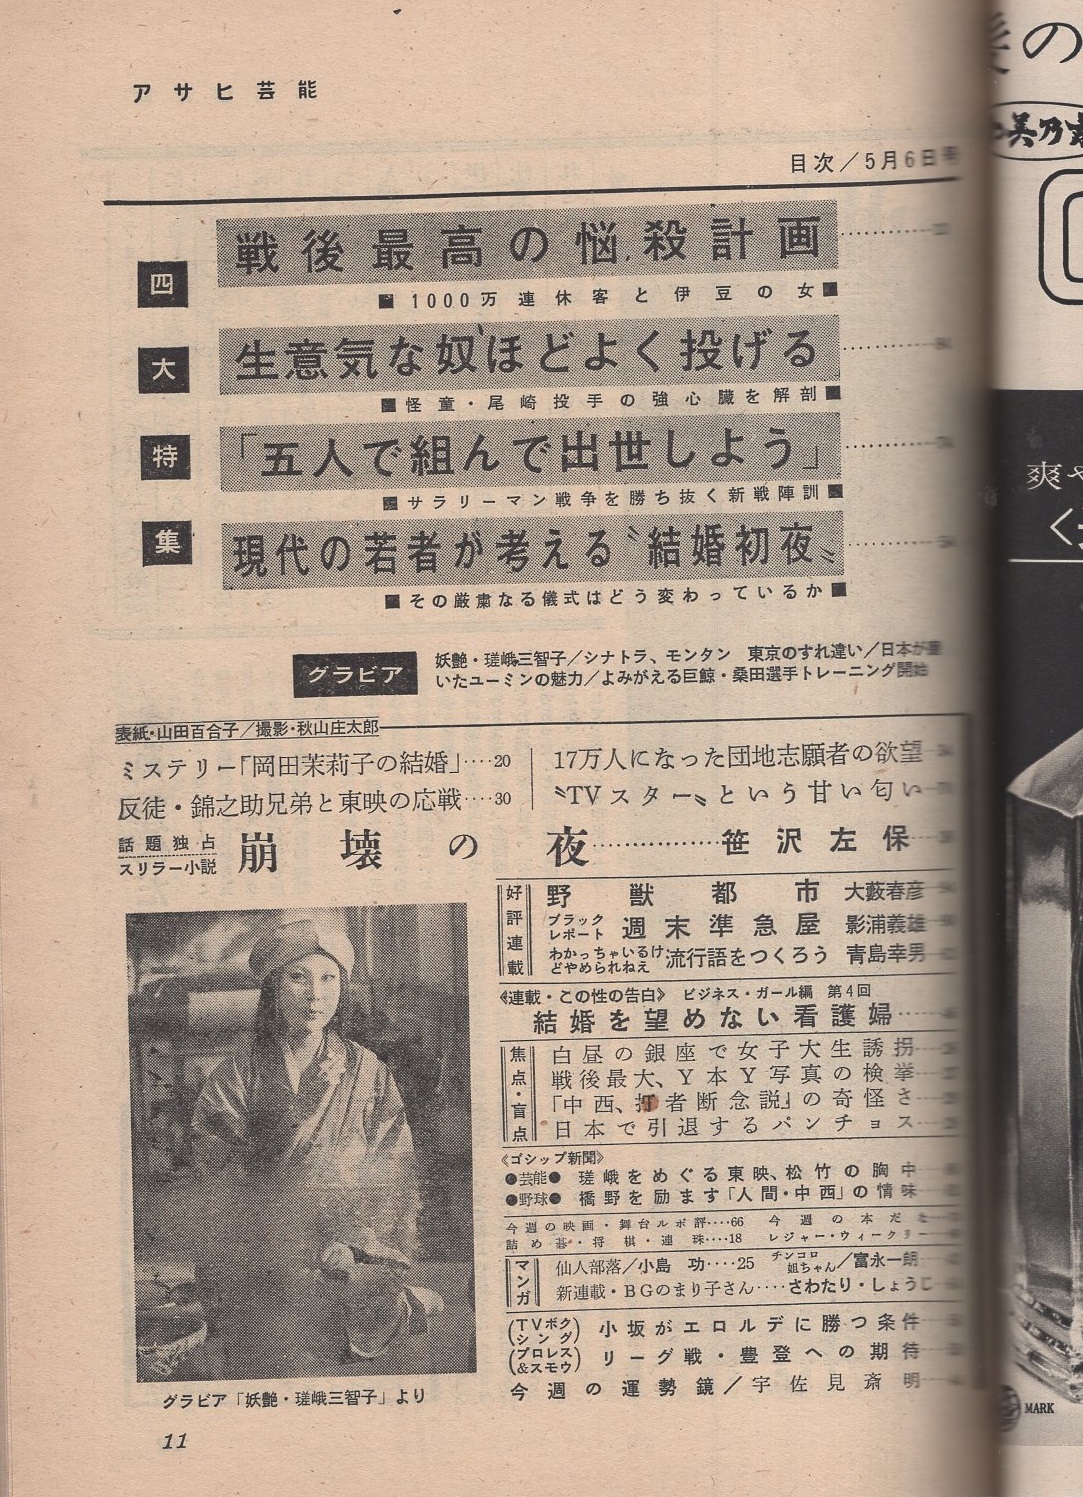 アサヒ芸能
目次／5月6日号
四大特集
戦後最高の悩殺計画
■1000万連休客と伊豆の女■
生意気な奴ほどよく投げる
■怪童・尾崎投手の強心臓を解剖■
「五人で組んで出世しよう」
■サラリーマン戦争を勝ち抜く新戦陣訓■
現代の若者が考える〝結婚初夜〟
■その厳粛なる儀式はどう変わっているか■
グラビア
妖艶・瑳峨三智子／シナトラ、モンタン　東京のすれ違い／日本が
いたユーミンの魅力／よみがえる巨鯨・桑田選手トレーニング開始
表紙・山田百合子／撮影・秋山庄太郎
ミステリー「岡田茉莉子の結婚」‥‥20
反徒・錦之助兄弟と東映の応戦‥‥30
17万人になった団地志願者の欲望
〝TVスター〟という甘い匂い
話題独占
スリラー小説
崩壊の夜‥‥‥‥笹沢左保
好評連載
野獣都市　大藪春彦
ブラックレポート　週末準急屋　影浦義雄
わかっちゃいるけどやめられねえ　流行語をつくろう　青島幸男
《連載・この性の告白》　ビジネス・ガール編　第4回
結婚を望めない看護婦
焦点・盲点
白昼の銀座で女子大生誘拐
戦後最大、Y本Y写真の検挙
「中西、打者断念説」の奇怪さ
日本で引退するパンチョス
《ゴシップ新聞》
●芸能●　瑳峨をめぐる東映、松竹の胸中
●野球●　橋野を励ます「人間・中西」の情味
今週の映画・舞台ルポ評‥‥66　今週の本だな
詰め碁・将棋・連珠‥‥18　レジャー・ウィークリー
マンガ
仙人部落／小島　功‥‥25　チンコロ姐ちゃん／富永一朗
新連載・BGのまり子さん‥‥さわたり・しょうじ
(TVボクシング)　小坂がエロルデに勝つ条件
(プロレス&スモウ)　リーグ戦・豊登への期待
今週の運勢鏡／宇佐見斎明
グラビア「妖艶・瑳峨三智子」より
11
の
美乃素
爽や
く
MARK